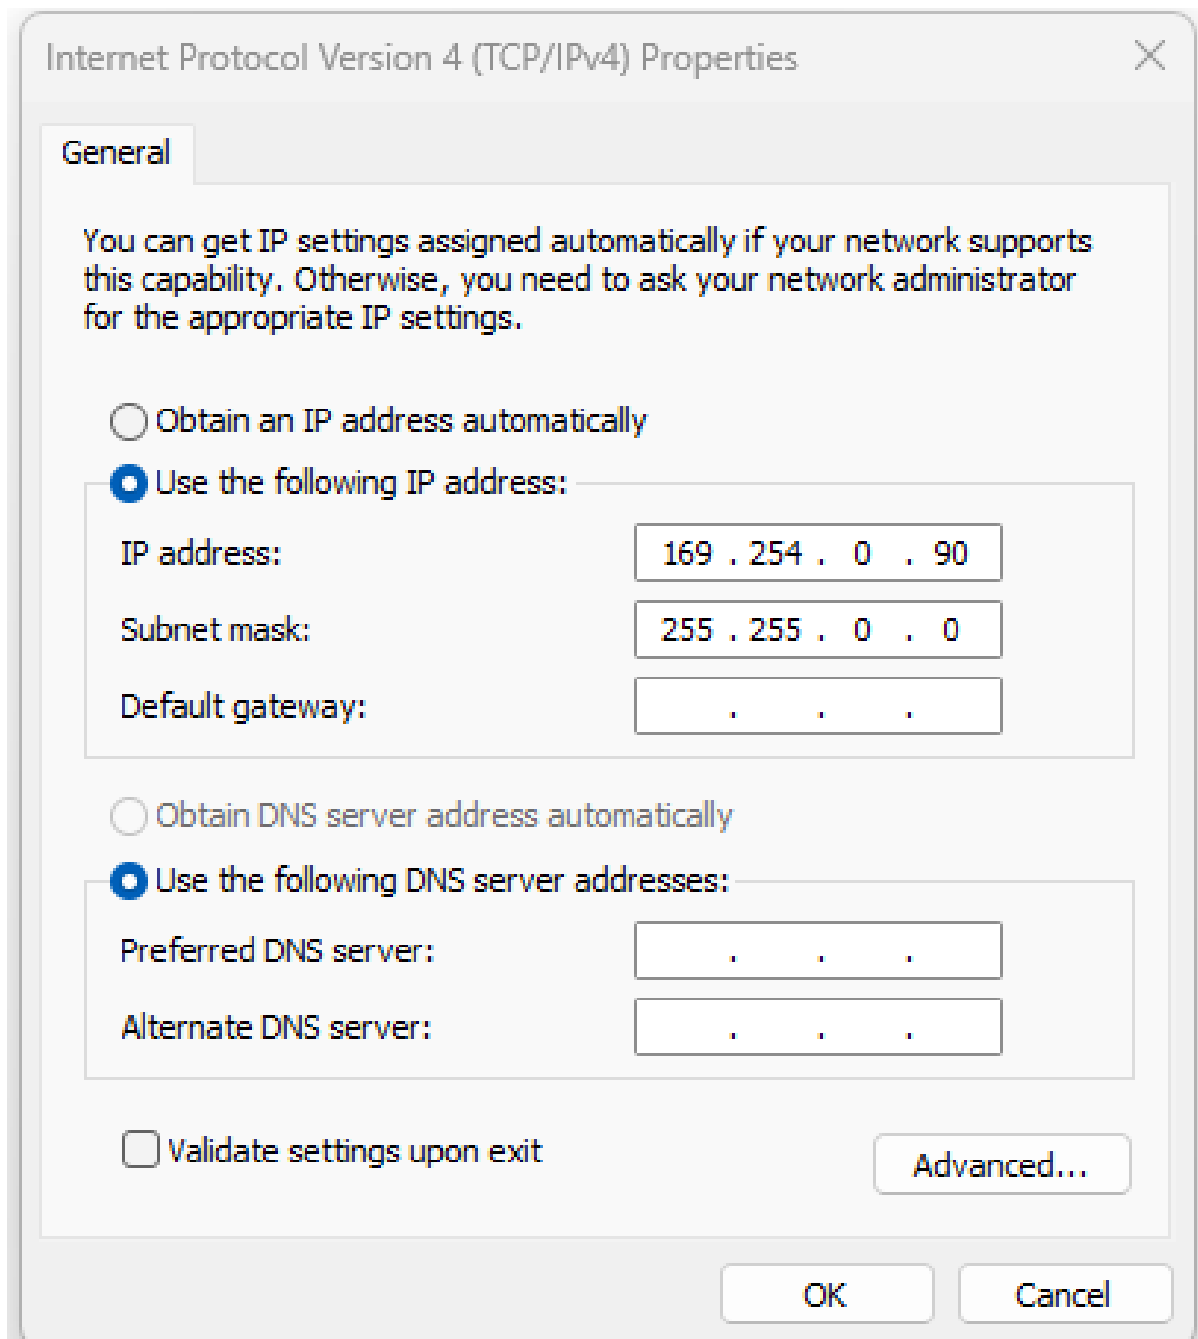 Internet Protocol Version 4 (TCP/IPv4) Properties
General
You can get IP settings assigned automatically if your network supports
this capability. Otherwise, you need to ask your network administrator
for the appropriate IP settings.
Obtain an IP address automatically
Use the following IP address:
IP address: 169 . 254 . 0 . 90
Subnet mask: 255 . 255 . 0 . 0
Default gateway: . . .
Obtain DNS server address automatically
Use the following DNS server addresses:
Preferred DNS server: . . .
Alternate DNS server: . . .
Validate settings upon exit
Advanced...
OK Cancel